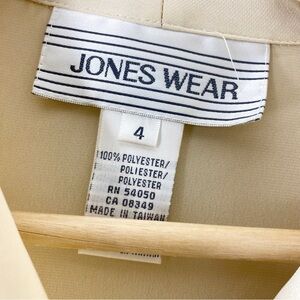 JONES WEAR
4
100% POLYESTER/
POLIESTER/
POLYESTER
RN 54050
CA 08349
MADE IN TAIWAN